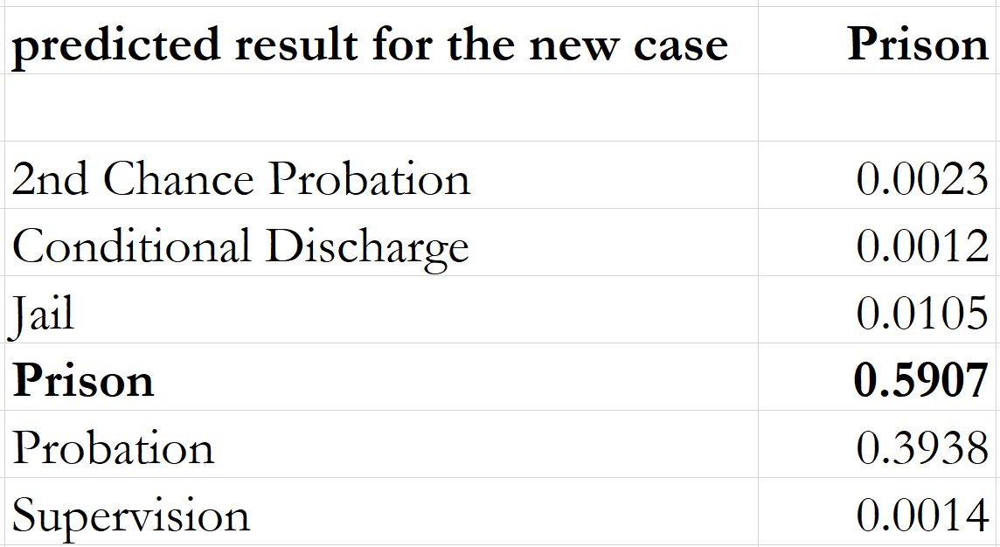 predicted result for the new case Prison
2nd Chance Probation 0.0023
Conditional Discharge 0.0012
Jail 0.0105
Prison 0.5907
Probation 0.3938
Supervision 0.0014